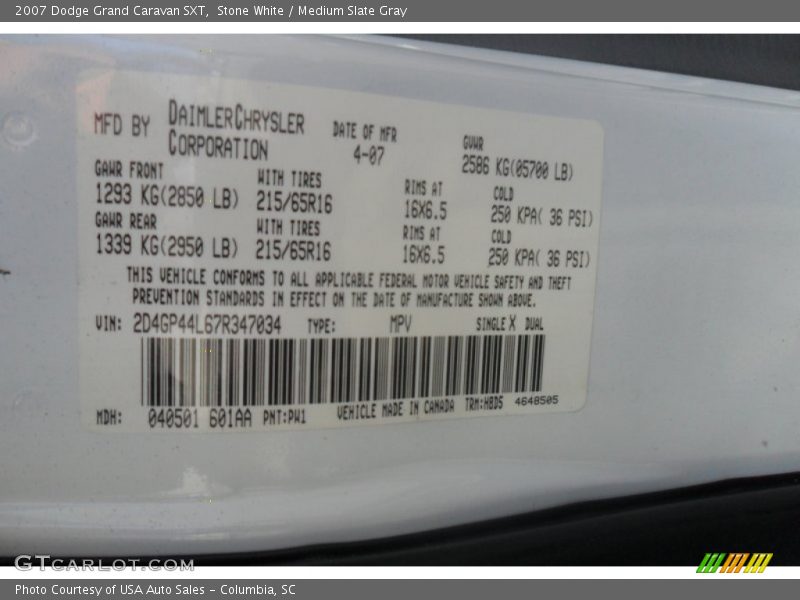 2007 Dodge Grand Caravan SXT, Stone White / Medium Slate Gray
MFD BY DAIMLERCHRYSLER CORPORATION DATE OF MFR 4-07 GVWR 2586 KG(05700 LB)
GAWR FRONT WITH TIRES RIMS AT COLD
1293 KG(2850 LB) 215/65R16 16X6.5 250 KPA( 36 PSI)
GAWR REAR WITH TIRES RIMS AT COLD
1339 KG(2950 LB) 215/65R16 16X6.5 250 KPA( 36 PSI)
THIS VEHICLE CONFORMS TO ALL APPLICABLE FEDERAL MOTOR VEHICLE SAFETY AND THEFT
PREVENTION STANDARDS IN EFFECT ON THE DATE OF MANUFACTURE SHOWN ABOVE.
VIN: 2D4GP44L67R347034 TYPE: MPV SINGLE X DUAL
MDH: 040501 601AA PNT:PW1 VEHICLE MADE IN CANADA TRM:H8D5 4648505
GTCARLOT.COM
Photo Courtesy of USA Auto Sales - Columbia, SC